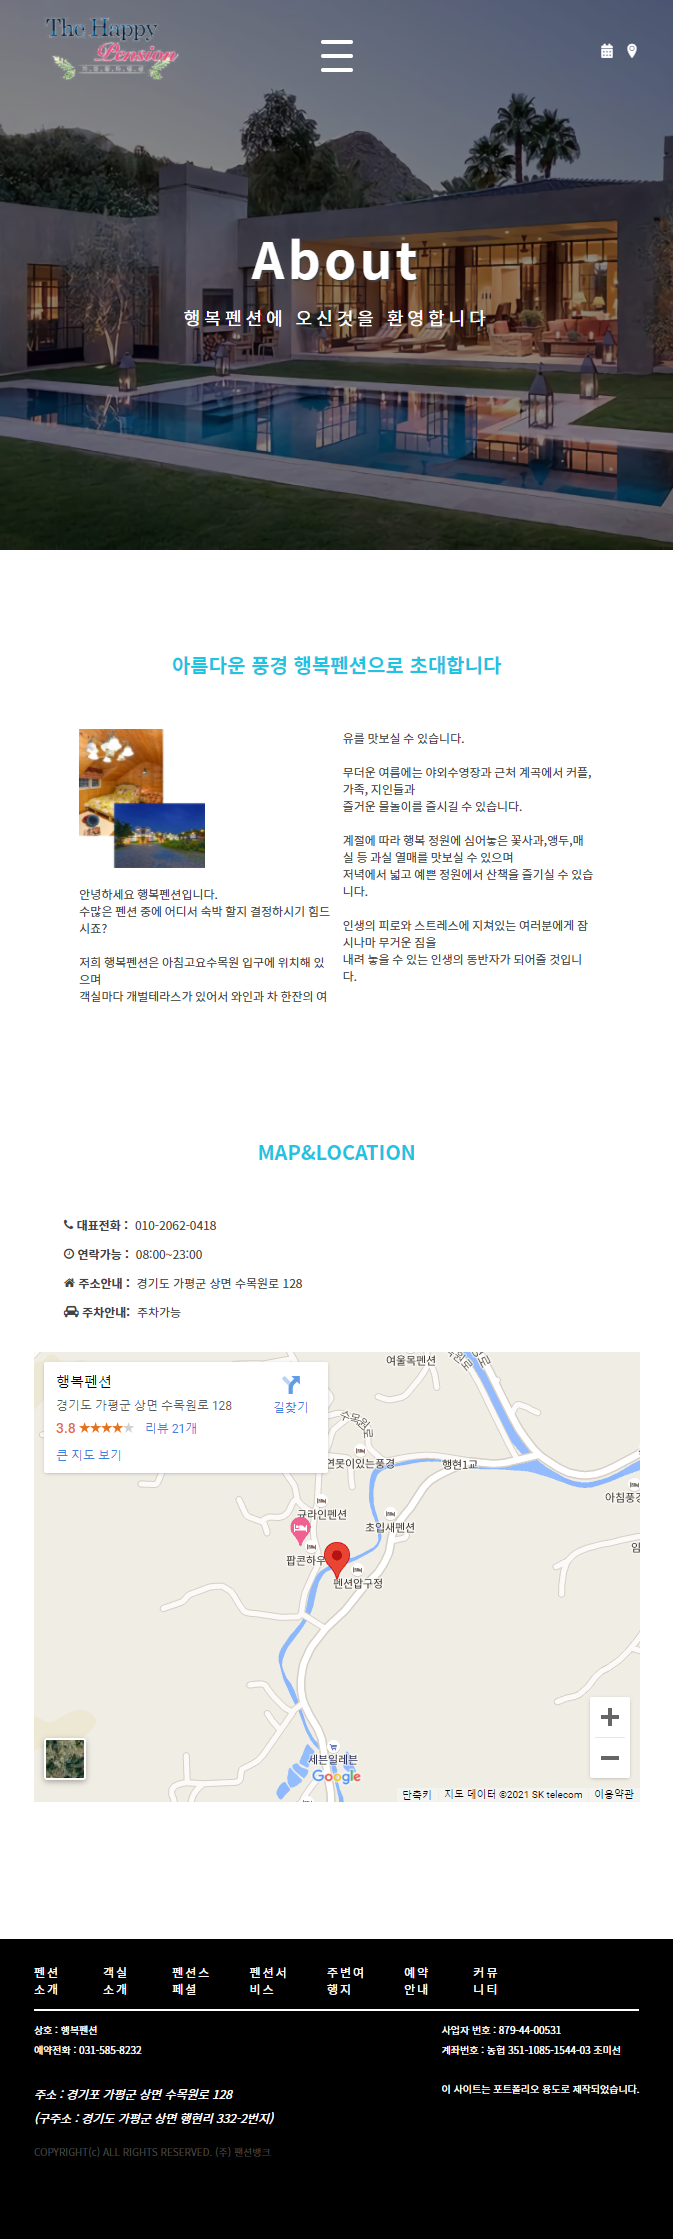 The Happy
Pension
About
행복펜션에 오신것을 환영합니다
아름다운 풍경 행복펜션으로 초대합니다
안녕하세요 행복펜션입니다.
수많은 펜션 중에 어디서 숙박 할지 결정하시기 힘드
시죠?
저희 행복펜션은 아침고요수목원 입구에 위치해 있
으며
객실마다 개벌테라스가 있어서 와인과 차 한잔의 여
유를 맛보실 수 있습니다.
무더운 여름에는 야외수영장과 근처 계곡에서 커플,
가족, 지인들과
즐거운 물놀이를 즐시길 수 있습니다.
계절에 따라 행복 정원에 심어놓은 꽃사과,앵두,매
실 등 과실 열매를 맛보실 수 있으며
저녁에서 넓고 예쁜 정원에서 산책을 즐기실 수 있습
니다.
인생의 피로와 스트레스에 지쳐있는 여러분에게 잠
시나마 무거운 짐을
내려 놓을 수 있는 인생의 동반자가 되어줄 것입니
다.
MAP&LOCATION
대표전화 : 010-2062-0418
연락가능 : 08:00~23:00
주소안내 : 경기도 가평군 상면 수목원로 128
주차안내: 주차가능
행복펜션
경기도 가평군 상면 수목원로 128
3.8 ★★★★★ 리뷰 21개
큰 지도 보기
길찾기
여울목펜션
수목원로
수목원로
연못이있는풍경
행현1교
아침풍경
규라인펜션
초입새펜션
암
팝콘하우
펜션압구정
세븐일레븐
Google
단축키
지도 데이터 ©2021 SK telecom
이용약관
펜션 객실 펜션스 펜션서 주변여 예약 커뮤
소개 소개 페셜 비스 행지 안내 니티
상호 : 행복팬션
예약전화 : 031-585-8232
사업자 번호 : 879-44-00531
계좌번호 : 농협 351-1085-1544-03 조미선
주소 : 경기포 가평군 상면 수목원로 128
(구주소 : 경기도 가평군 상면 행현리 332-2번지)
이 사이트는 포트폴리오 용도로 제작되었습니다.
COPYRIGHT(c) ALL RIGHTS RESERVED. (주) 팬션뱅크